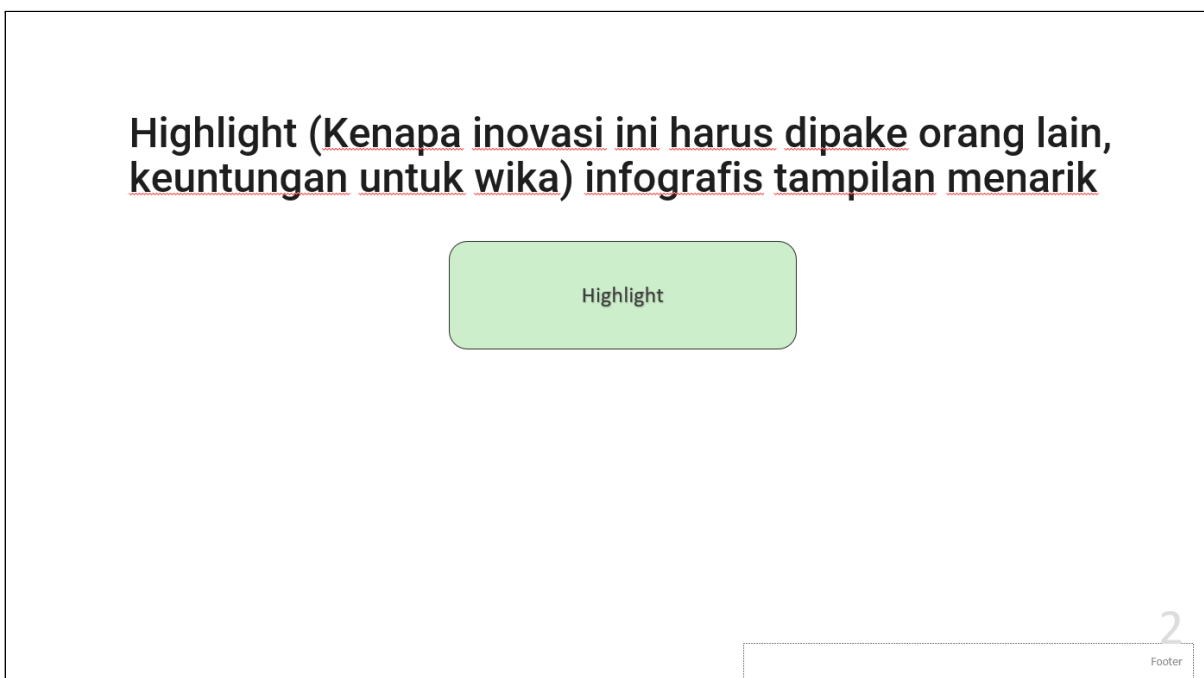 Highlight (Kenapa inovasi ini harus dipake orang lain,
keuntungan untuk wika) infografis tampilan menarik
Highlight
2
Footer